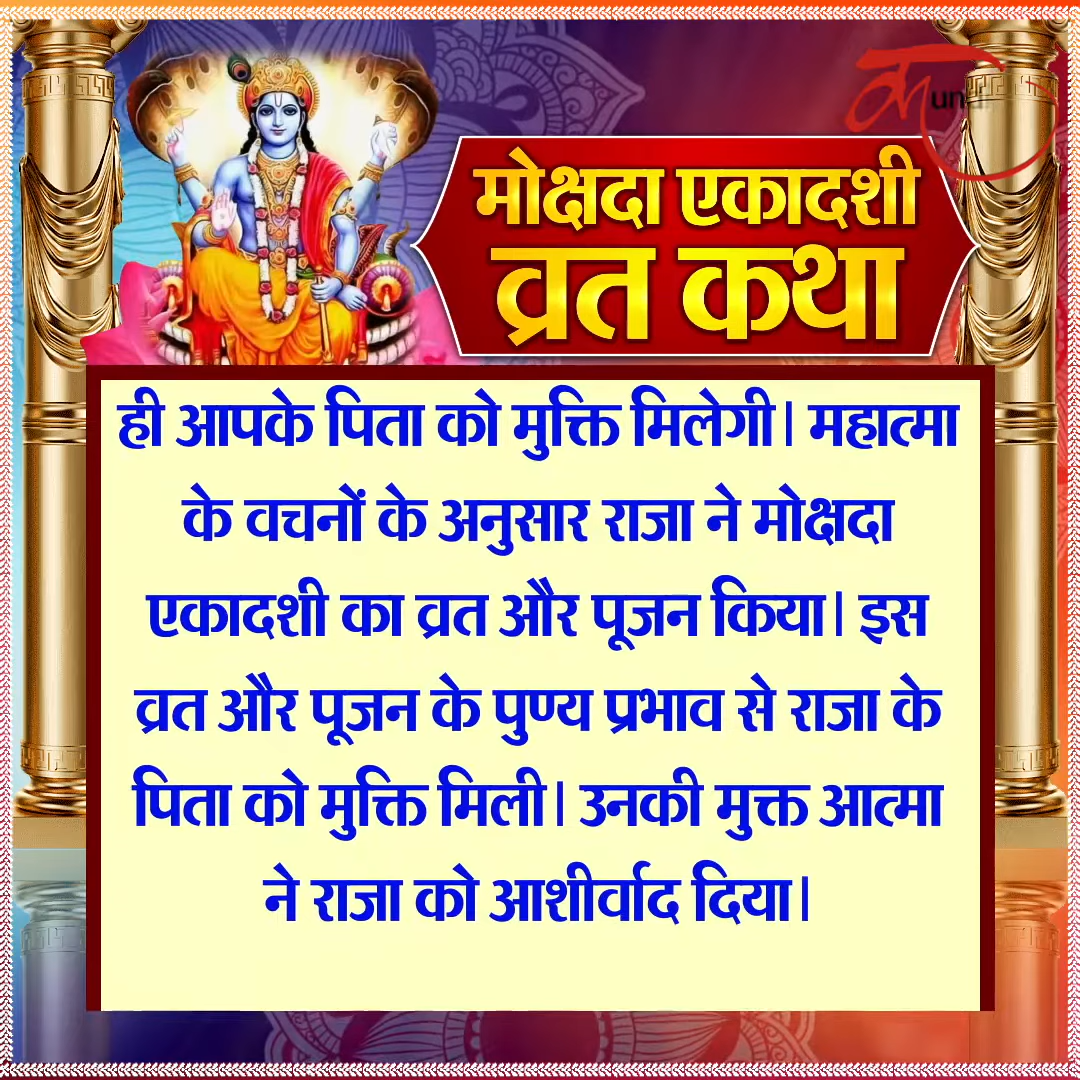 मोक्षदा एकादशी
व्रत कथा
ही आपके पिता को मुक्ति मिलेगी। महात्मा
के वचनों के अनुसार राजा ने मोक्षदा
एकादशी का व्रत और पूजन किया। इस
व्रत और पूजन के पुण्य प्रभाव से राजा के
पिता को मुक्ति मिली। उनकी मुक्त आत्मा
ने राजा को आशीर्वाद दिया।